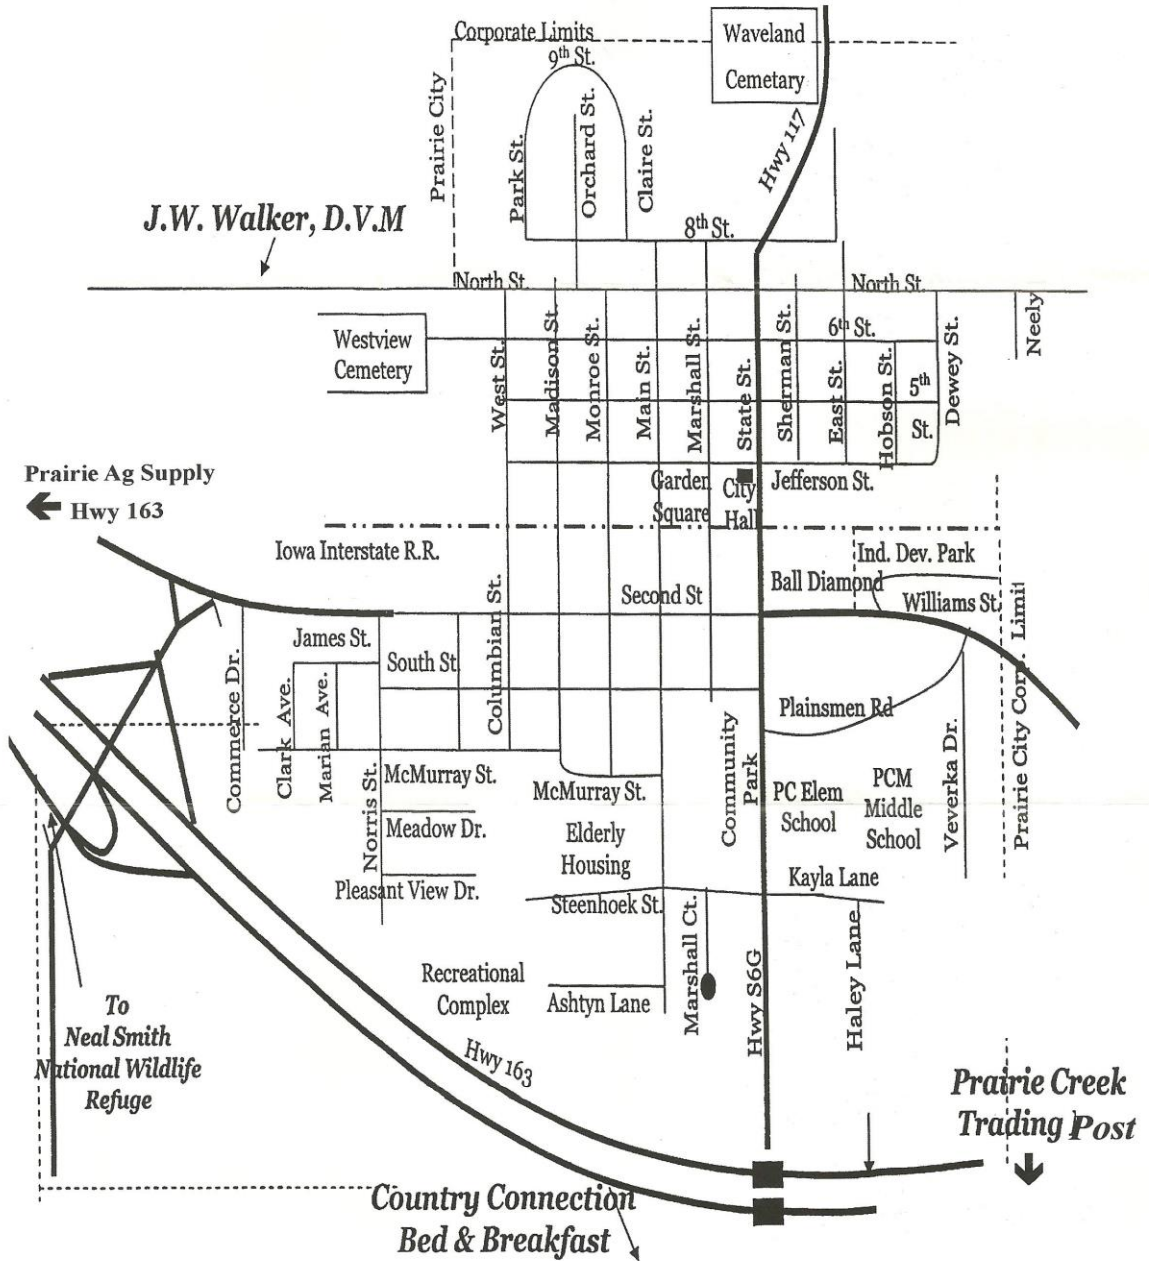 Corporate Limits
Waveland
Cemetary
9th St.
Prairie City
Park St.
Orchard St.
Claire St.
Hwy 117
J.W. Walker, D.V.M
8th St.
North St.
North St.
Neely
Westview
Cemetery
West St.
Madison St.
Monroe St.
Main St.
Marshall St.
State St.
Sherman St.
6th St.
East St.
Hobson St.
5th
St.
Dewey St.
Prairie Ag Supply
Hwy 163
Garden
Square
City
Hall
Jefferson St.
Iowa Interstate R.R.
Ind. Dev. Park
Ball Diamond
Williams St.
Second St
Columbian St.
James St.
South St
Commerce Dr.
Clark Ave.
Marian Ave.
Norris St.
Plainsmen Rd
Prairie City Corp. Limit
McMurray St.
McMurray St.
Community
Park
PC Elem
School
PCM
Middle
School
Veverka Dr.
Meadow Dr.
Elderly
Housing
Pleasant View Dr.
Kayla Lane
Steenhoek St.
Marshall Ct.
Hwy S6G
Haley Lane
Recreational
Complex
Ashtyn Lane
To
Neal Smith
National Wildlife
Refuge
Hwy 163
Prairie Creek
Trading Post
Country Connection
Bed & Breakfast